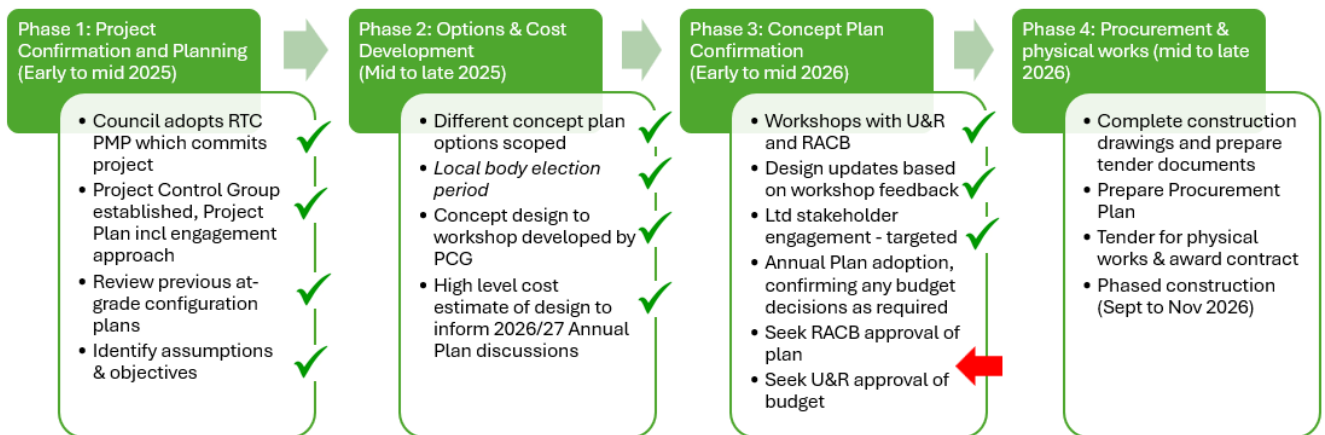 Phase 1: Project
Confirmation and Planning
(Early to mid 2025)
• Council adopts RTC
PMP which commits
project
• Project Control Group
established, Project
Plan incl engagement
approach
• Review previous at-
grade configuration
plans
• Identify assumptions
& objectives
Phase 2: Options & Cost
Development
(Mid to late 2025)
• Different concept plan
options scoped
• Local body election
period
• Concept design to
workshop developed by
PCG
• High level cost
estimate of design to
inform 2026/27 Annual
Plan discussions
Phase 3: Concept Plan
Confirmation
(Early to mid 2026)
• Workshops with U&R
and RACB
• Design updates based
on workshop feedback
• Ltd stakeholder
engagement - targeted
• Annual Plan adoption,
confirming any budget
decisions as required
• Seek RACB approval of
plan
• Seek U&R approval of
budget
Phase 4: Procurement &
physical works (mid to late
2026)
• Complete construction
drawings and prepare
tender documents
• Prepare Procurement
Plan
• Tender for physical
works & award contract
• Phased construction
(Sept to Nov 2026)